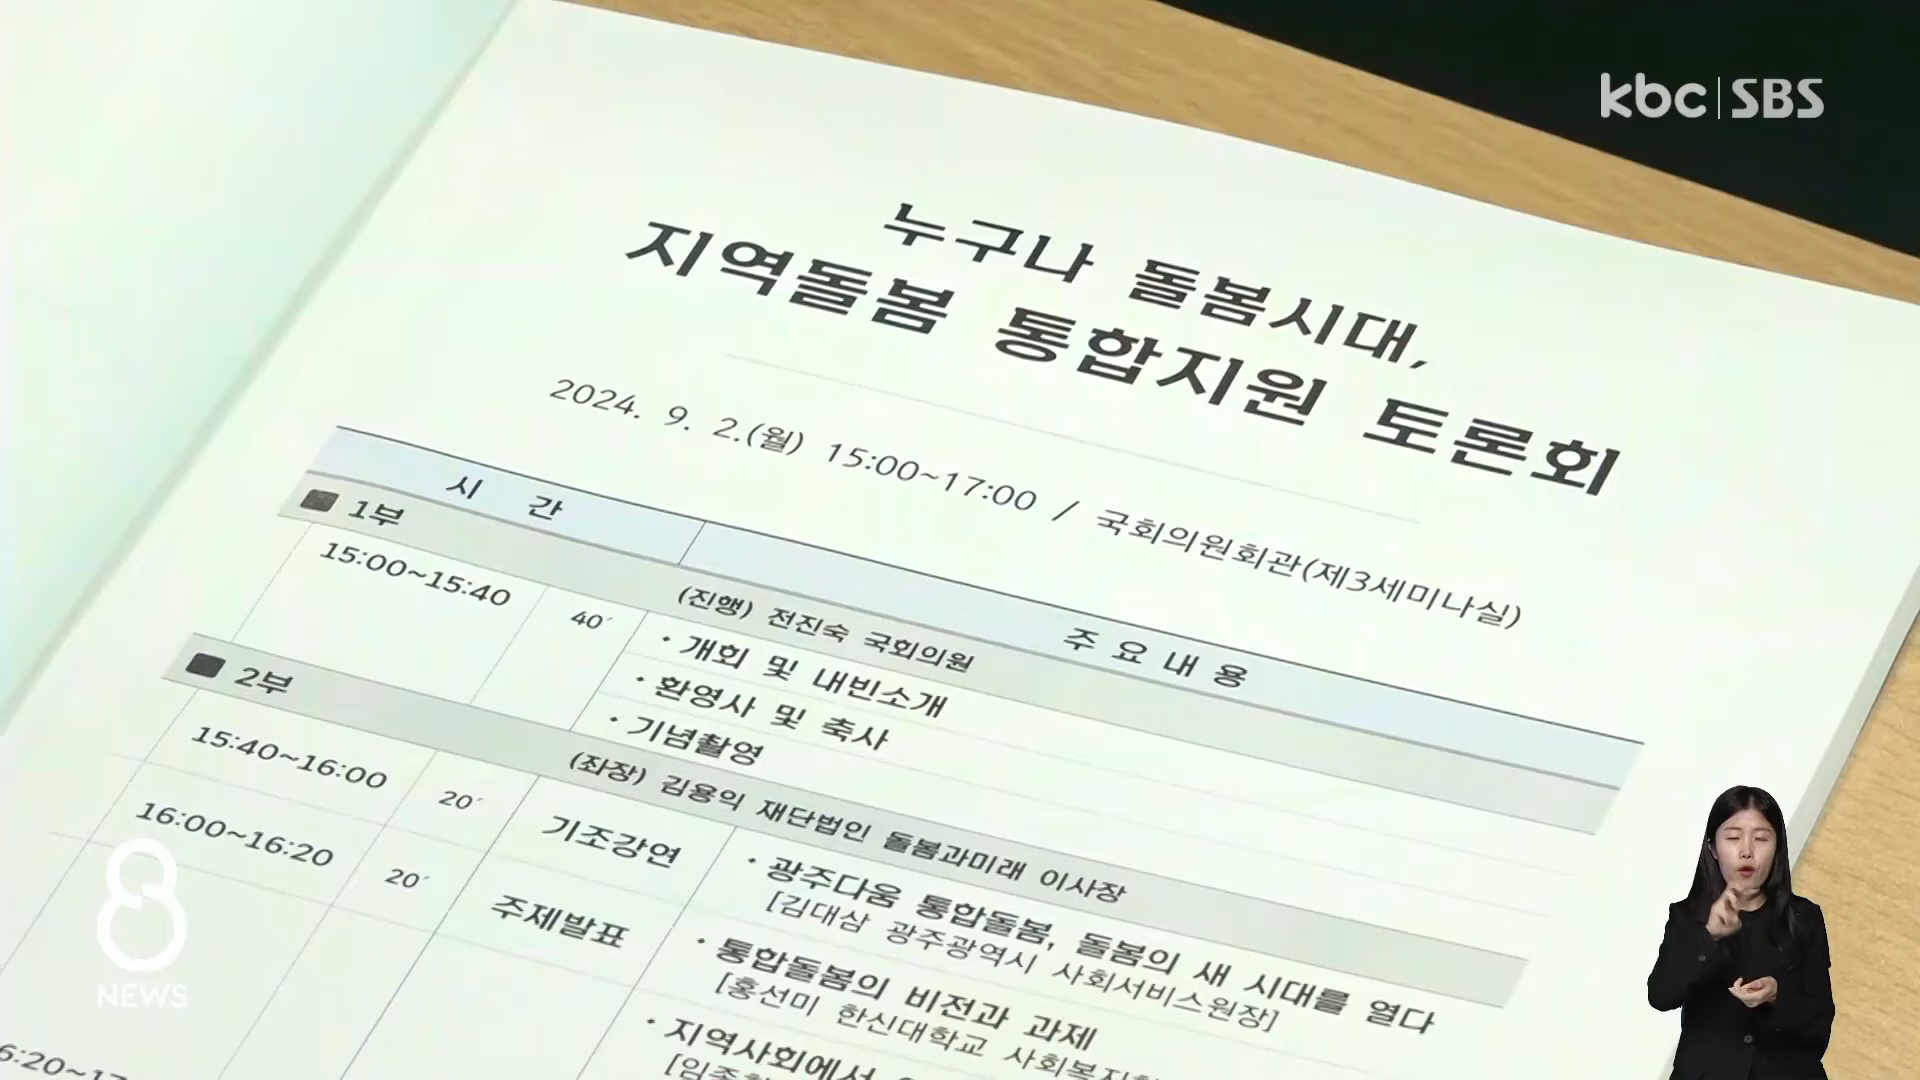 kbc SBS
누구나 돌봄시대,
지역돌봄 통합지원 토론회
2024. 9. 2.(월) 15:00~17:00 / 국회의원회관(제3세미나실)
시 간 주 요 내 용
1부 (진행) 전진숙 국회의원
15:00~15:40 40′
· 개회 및 내빈소개
· 환영사 및 축사
· 기념촬영
2부 (좌장) 김용익 재단법인 돌봄과미래 이사장
15:40~16:00 20′ 기조강연
· 광주다움 통합돌봄, 돌봄의 새 시대를 열다
[김대삼 광주광역시 사회서비스원장]
16:00~16:20 20′ 주제발표
· 통합돌봄의 비전과 과제
[홍선미 한신대학교
· 지역사회에서
8
NEWS